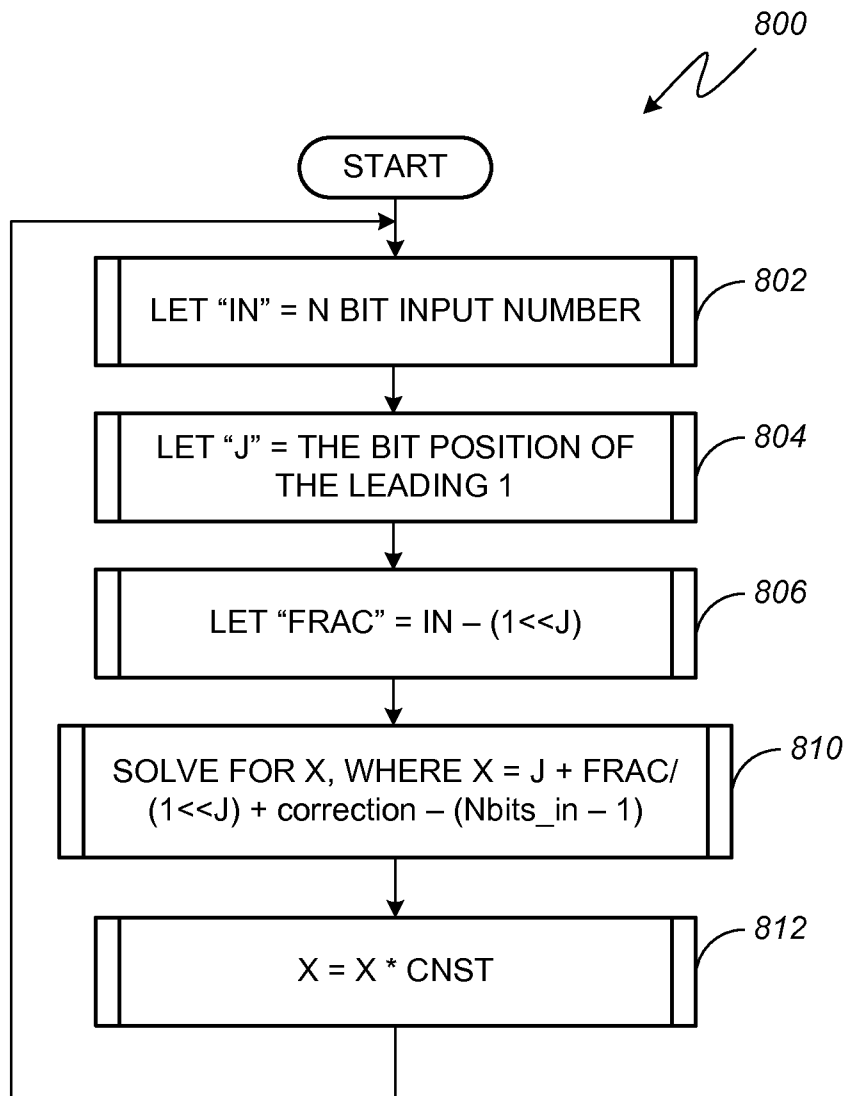 800
START
LET “IN” = N BIT INPUT NUMBER
802
LET “J” = THE BIT POSITION OF
THE LEADING 1
804
LET “FRAC” = IN – (1<<J)
806
SOLVE FOR X, WHERE X = J + FRAC/
(1<<J) + correction – (Nbits_in – 1)
810
X = X * CNST
812